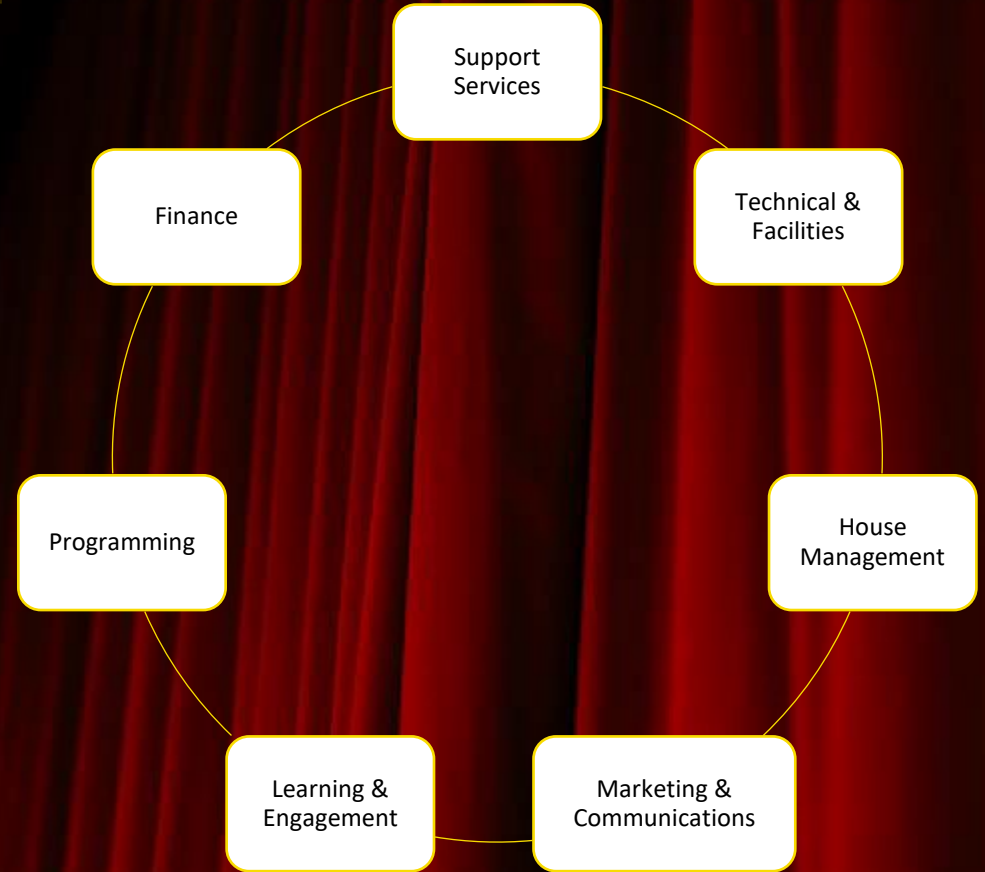 Support
Services
Technical &
Facilities
House
Management
Marketing &
Communications
Learning &
Engagement
Programming
Finance